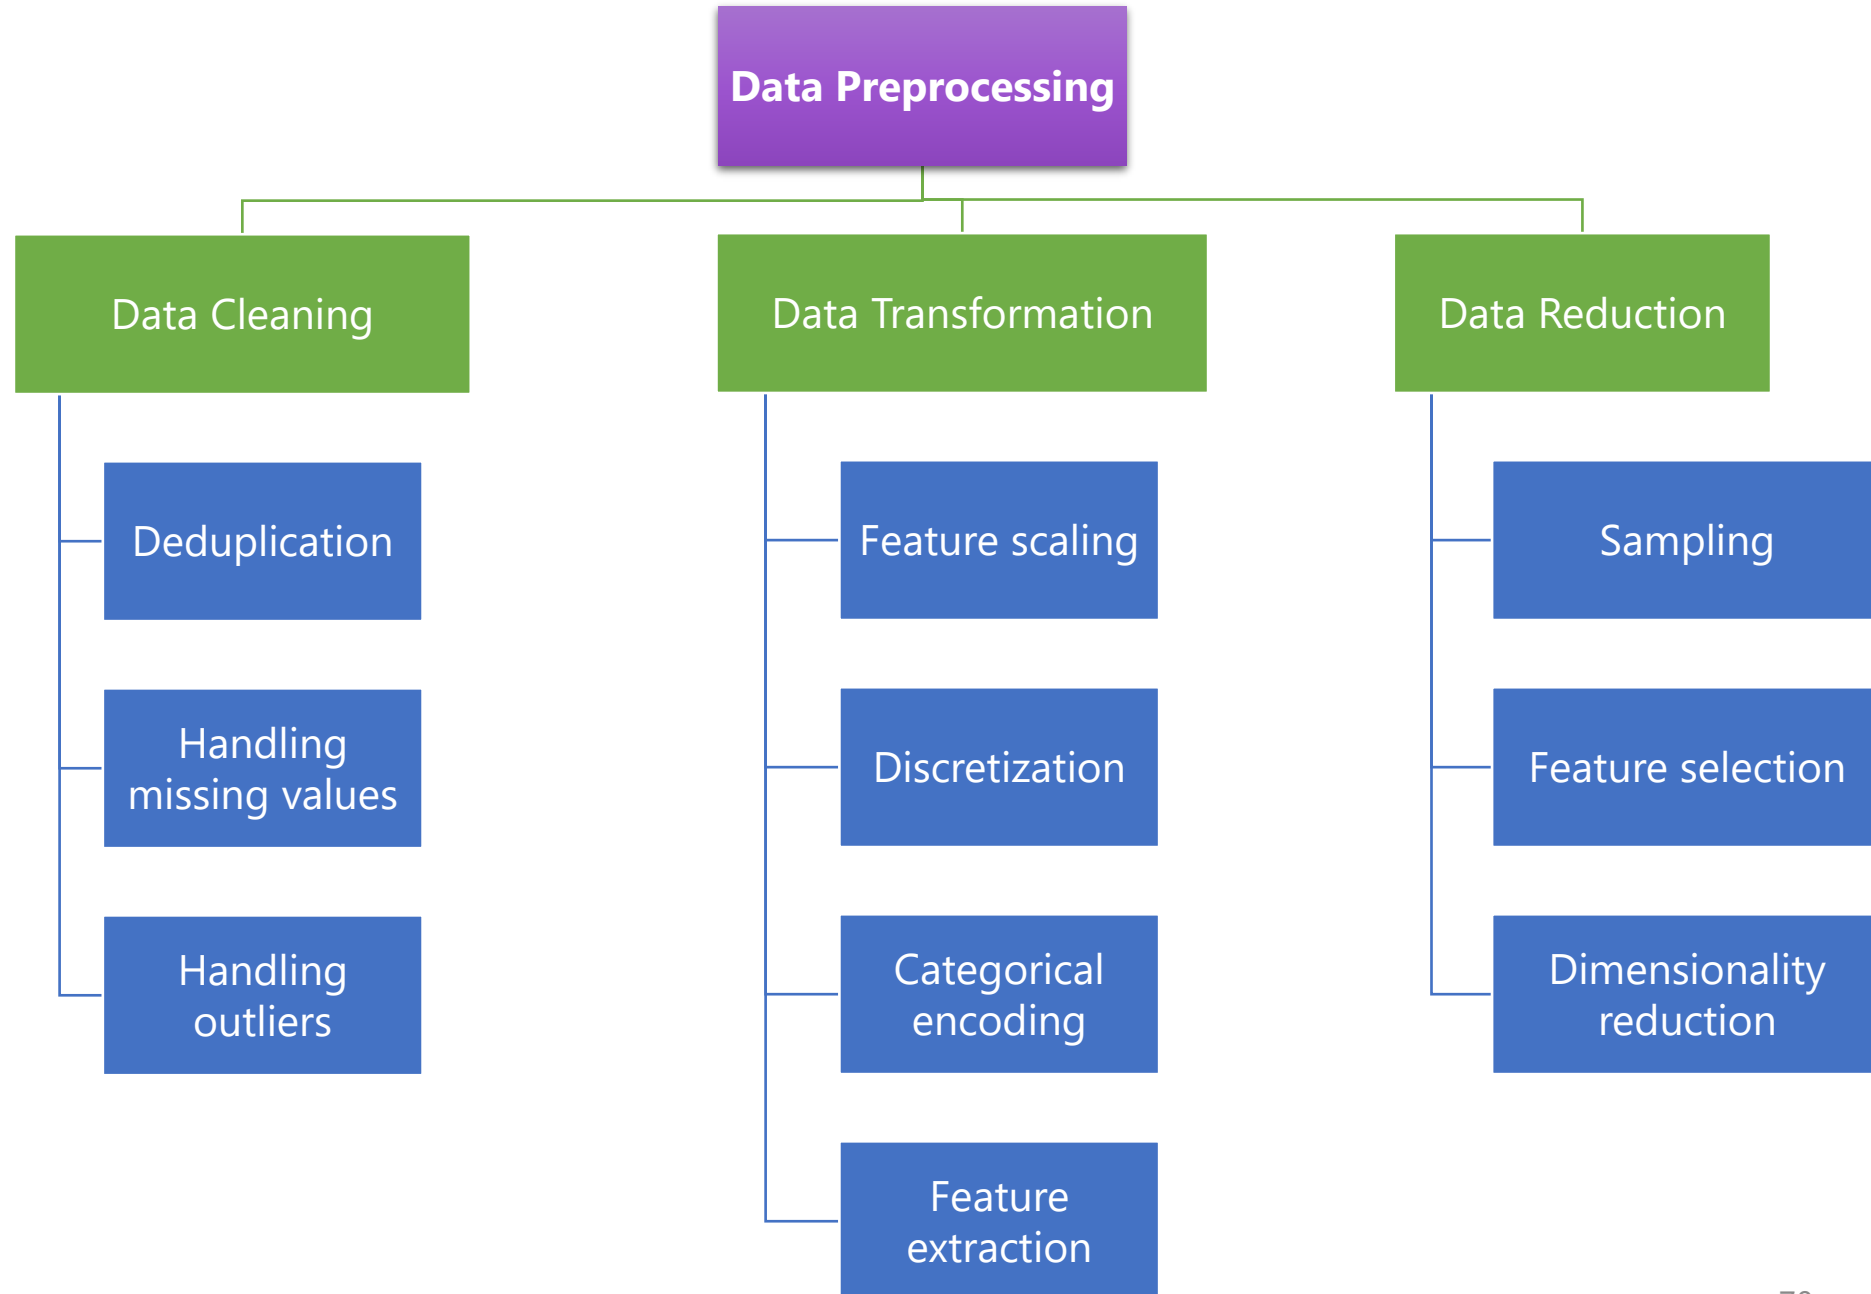 Data Preprocessing
Data Cleaning
Data Transformation
Data Reduction
Deduplication
Feature scaling
Sampling
Handling
missing values
Discretization
Feature selection
Handling
outliers
Categorical
encoding
Dimensionality
reduction
Feature
extraction